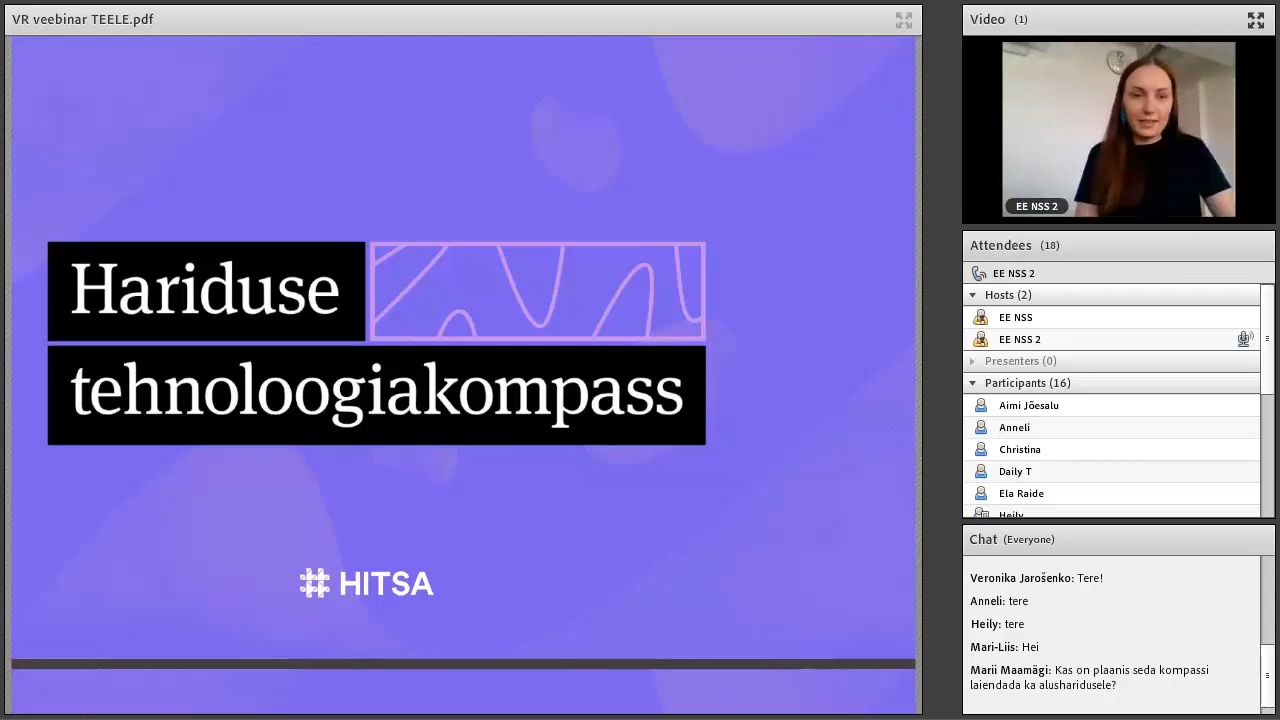 VR veebinar TEELE.pdf
Hariduse
tehnoloogiakompass
HITSA
Video (1)
EE NSS 2
Attendees (18)
EE NSS 2
Hosts (2)
EE NSS
EE NSS 2
Presenters (0)
Participants (16)
Aimi Jõesalu
Anneli
Christina
Daily T
Ela Raide
Heily
Chat (Everyone)
Veronika Jarošenko: Tere!
Anneli: tere
Heily: tere
Mari-Liis: Hei
Marii Maamägi: Kas on plaanis seda kompassi
laiendada ka alusharidusele?